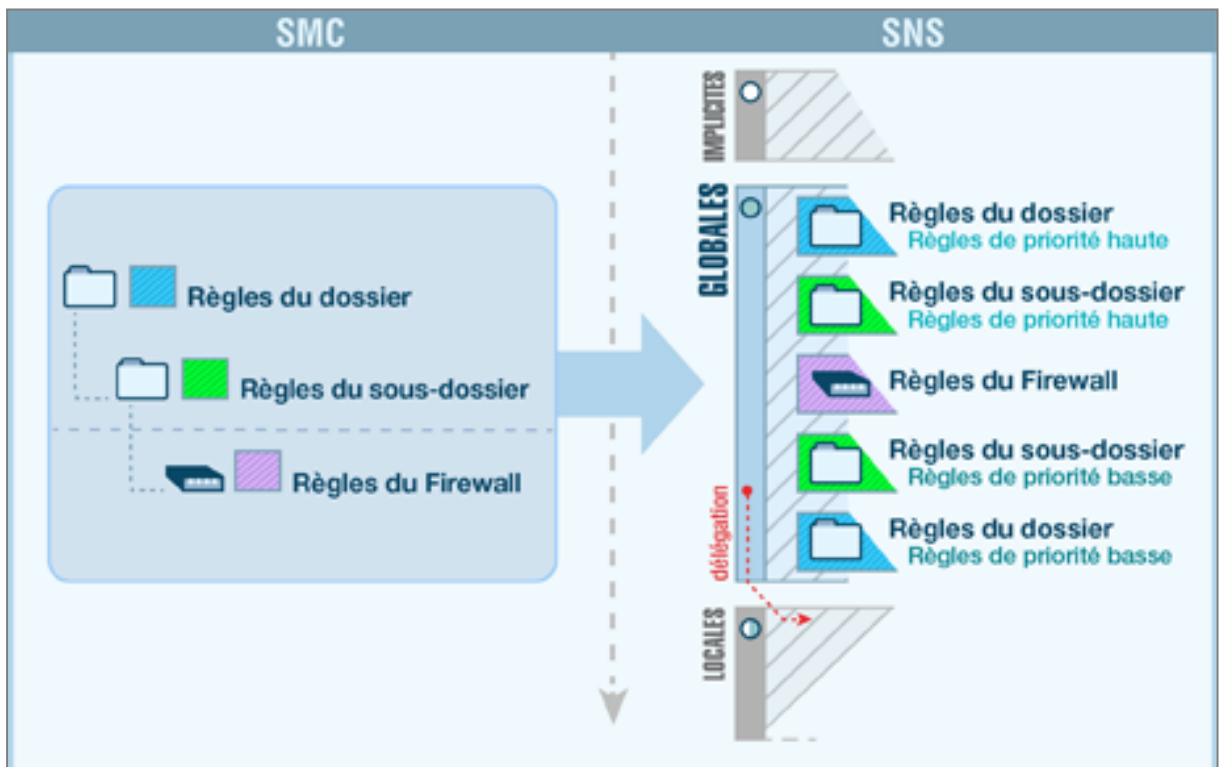 SMC
SNS
Règles du dossier
Règles du sous-dossier
Règles du Firewall
IMPLICITES
GLOBALES
Règles du dossier
Règles de priorité haute
Règles du sous-dossier
Règles de priorité haute
Règles du Firewall
Règles du sous-dossier
Règles de priorité basse
Règles du dossier
Règles de priorité basse
délégation
LOCALES